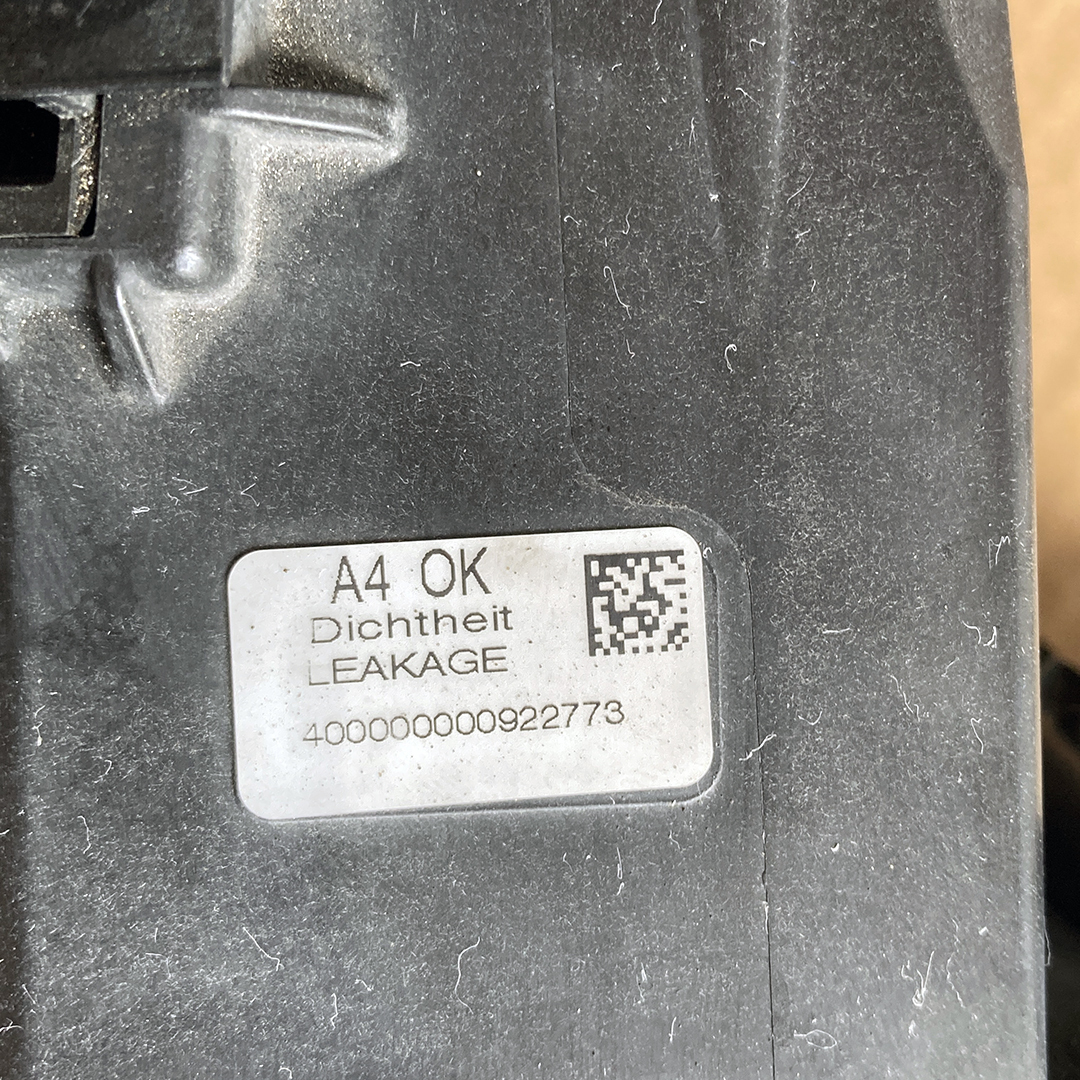 A4 OK
Dichtheit
LEAKAGE
400000000922773